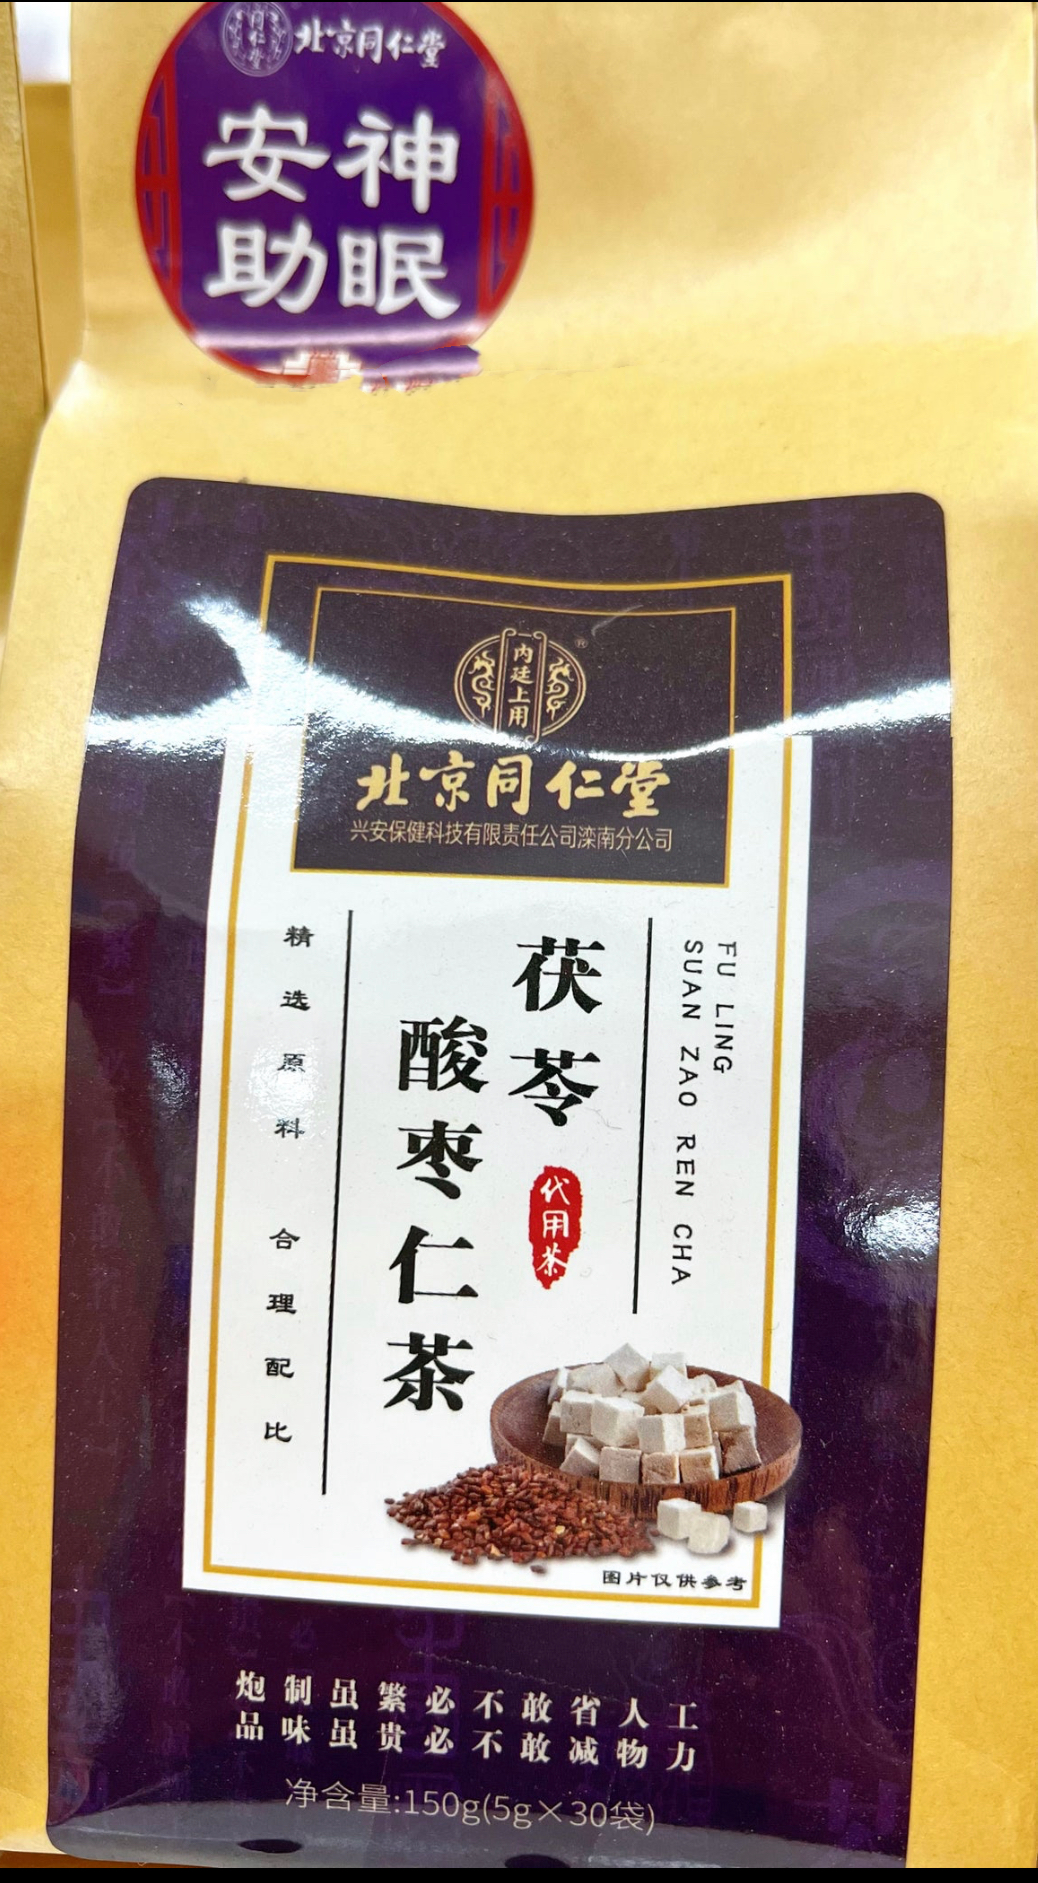 同仁堂
北京同仁堂
安神
助眠
内廷上用
®
北京同仁堂
兴安保健科技有限责任公司滦南分公司
FU LING
SUAN ZAO REN CHA
茯苓
酸枣仁茶
代用茶
精选原料 合理配比
图片仅供参考
炮制虽繁必不敢省人工
品味虽贵必不敢减物力
净含量:150g(5g×30袋)